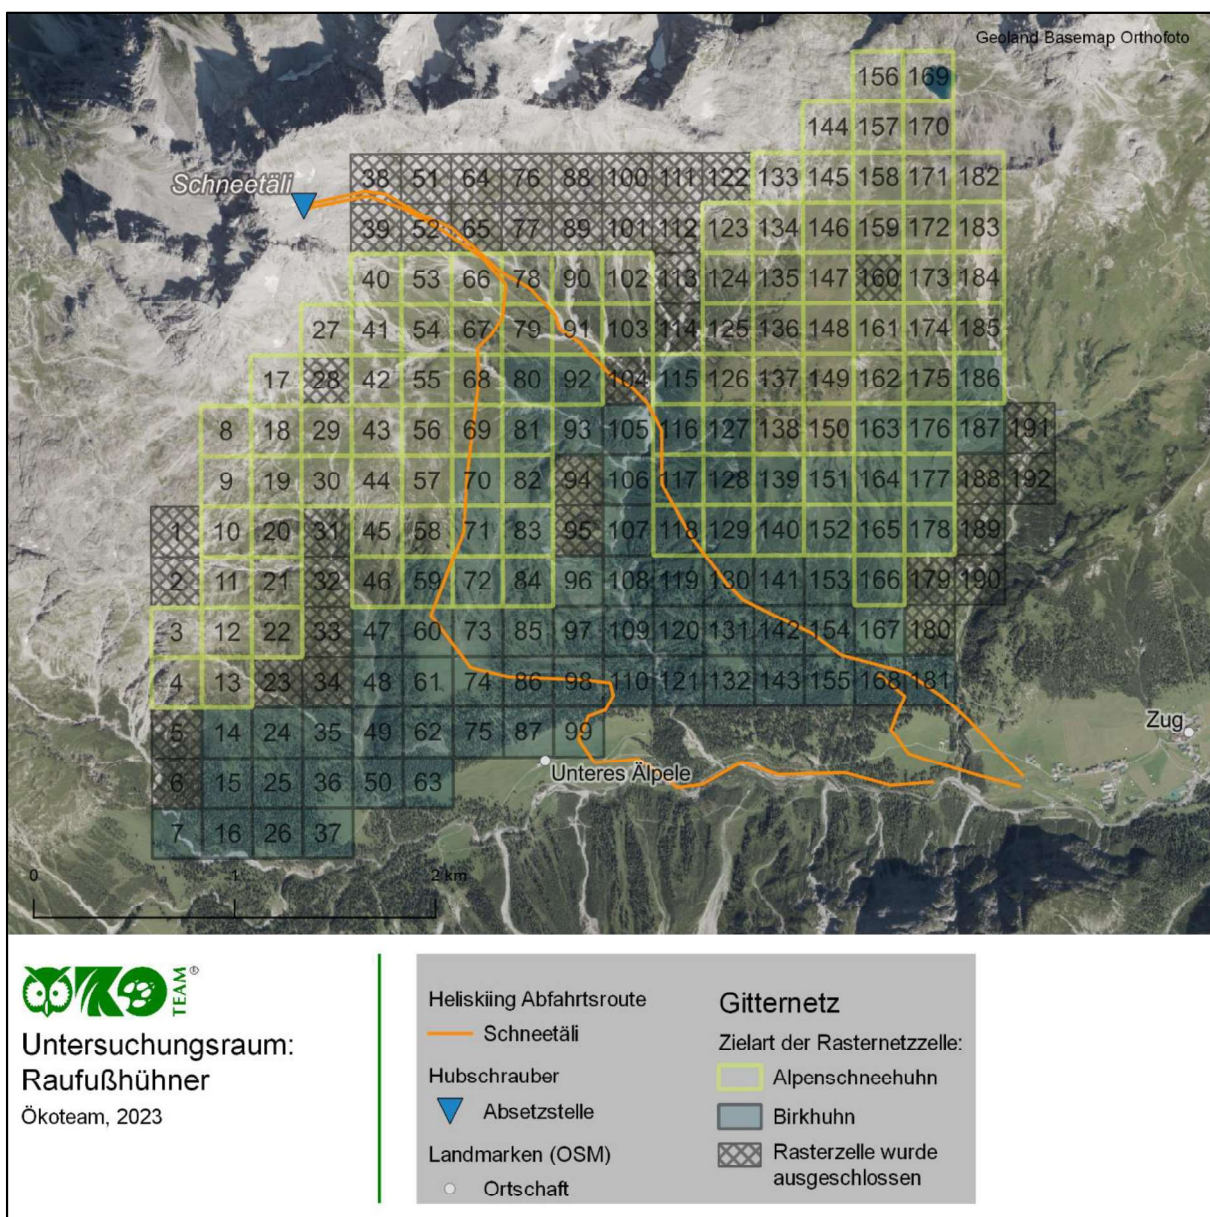 Geoland Basemap Orthofoto
156 169
144 157 170
Schneetäli
38 51 64 76 88 100 111 122 133 145 158 171 182
39 52 65 77 89 101 112 123 134 146 159 172 183
40 53 66 78 90 102 113 124 135 147 160 173 184
27 41 54 67 79 91 103 114 125 136 148 161 174 185
17 28 42 55 68 80 92 104 115 126 137 149 162 175 186
8 18 29 43 56 69 81 93 105 116 127 138 150 163 176 187 191
9 19 30 44 57 70 82 94 106 117 128 139 151 164 177 188 192
1 10 20 31 45 58 71 83 95 107 118 129 140 152 165 178 189
2 11 21 32 46 59 72 84 96 108 119 130 141 153 166 179 190
3 12 22 33 47 60 73 85 97 109 120 131 142 154 167 180
4 13 23 34 48 61 74 86 98 110 121 132 143 155 168 181
5 14 24 35 49 62 75 87 99
Zug
6 15 25 36 50 63
Unteres Älpele
7 16 26 37
0 1 2 km
ÖKO TEAM ®
Untersuchungsraum:
Raufußhühner
Ökoteam, 2023
Heliskiing Abfahrtsroute
Schneetäli
Hubschrauber
Absetzstelle
Landmarken (OSM)
Ortschaft
Gitternetz
Zielart der Rasternetzzelle:
Alpenschneehuhn
Birkhuhn
Rasterzelle wurde
ausgeschlossen